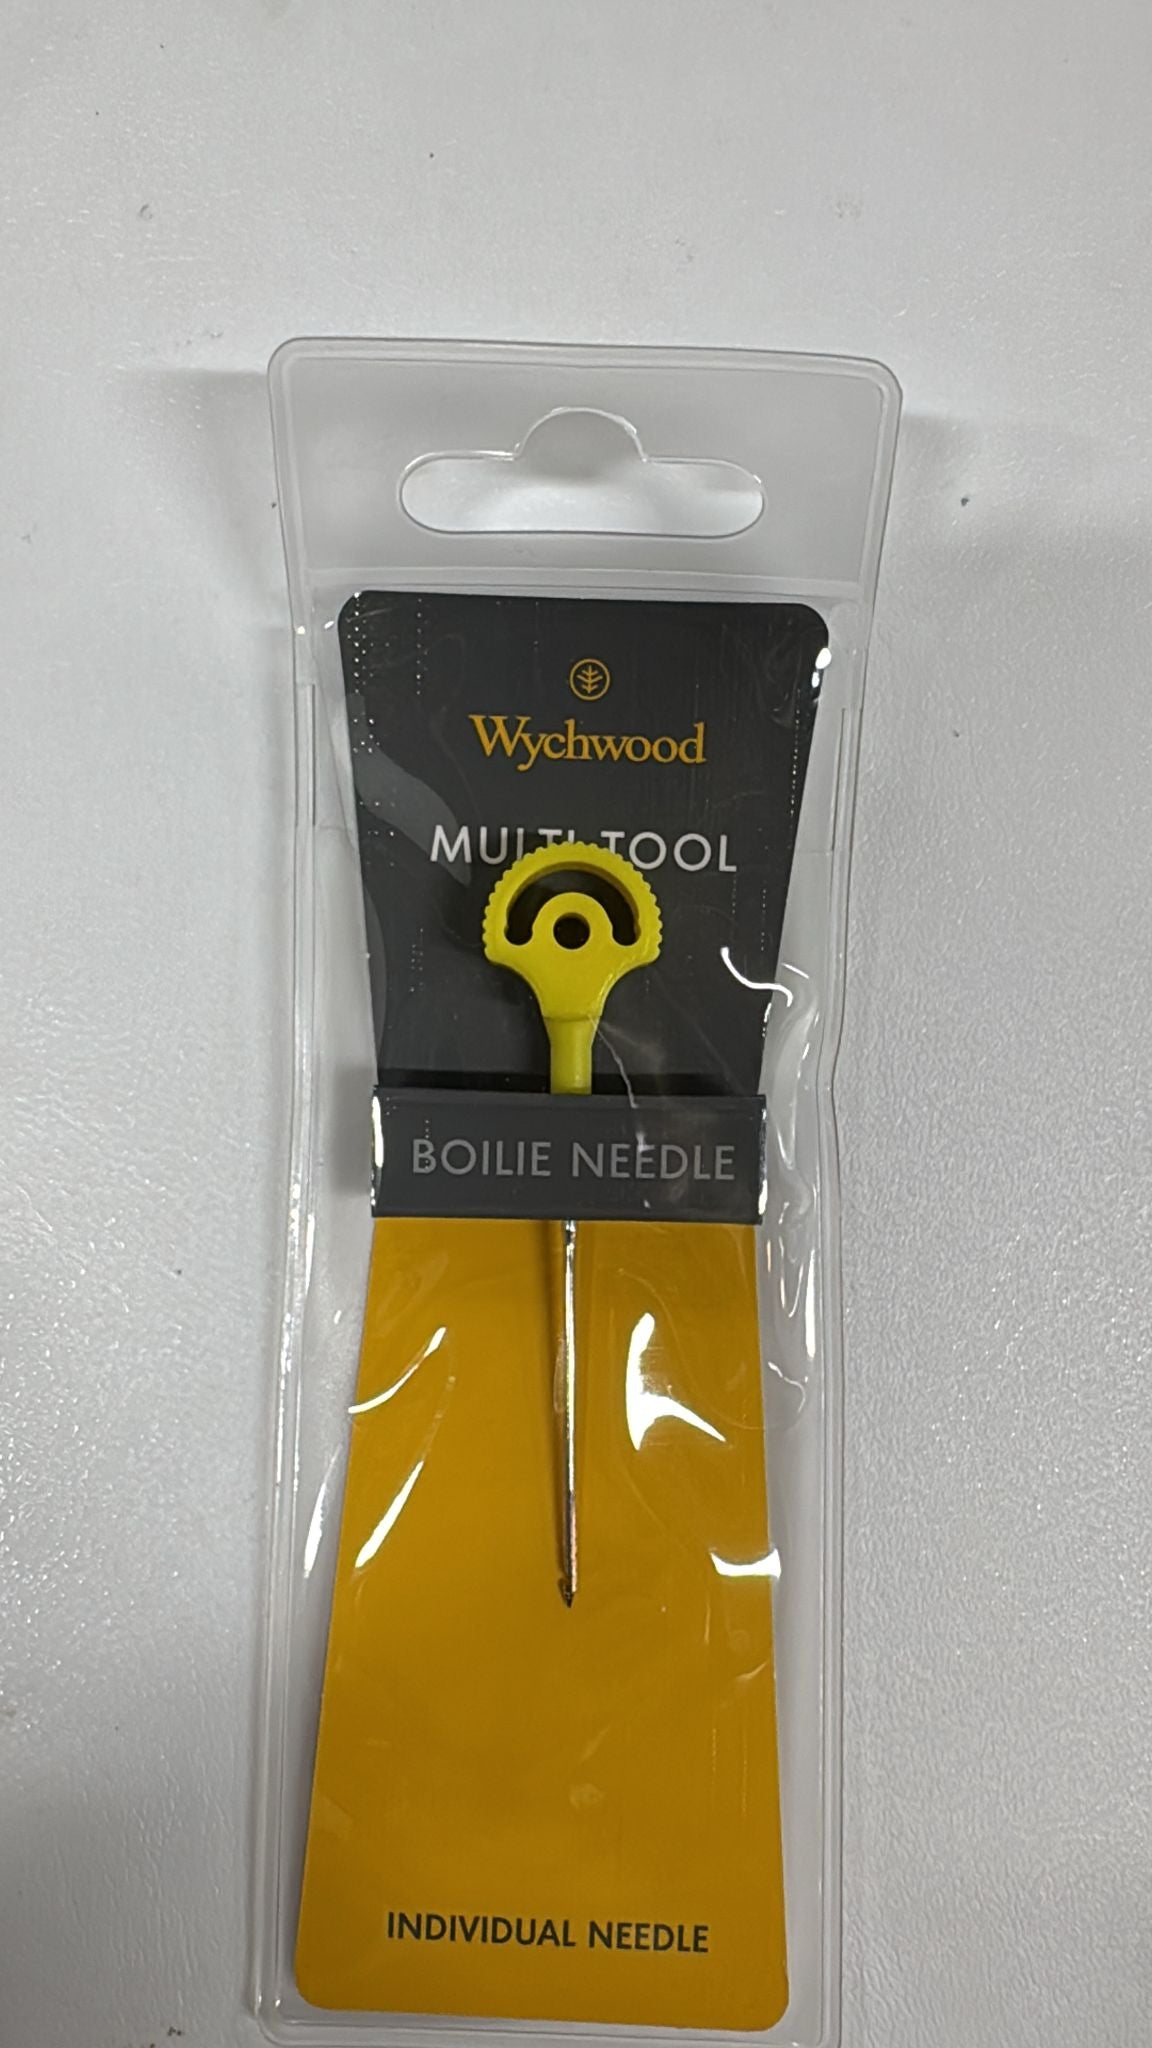 Wychwood
MULTI-TOOL
BOILIE NEEDLE
INDIVIDUAL NEEDLE